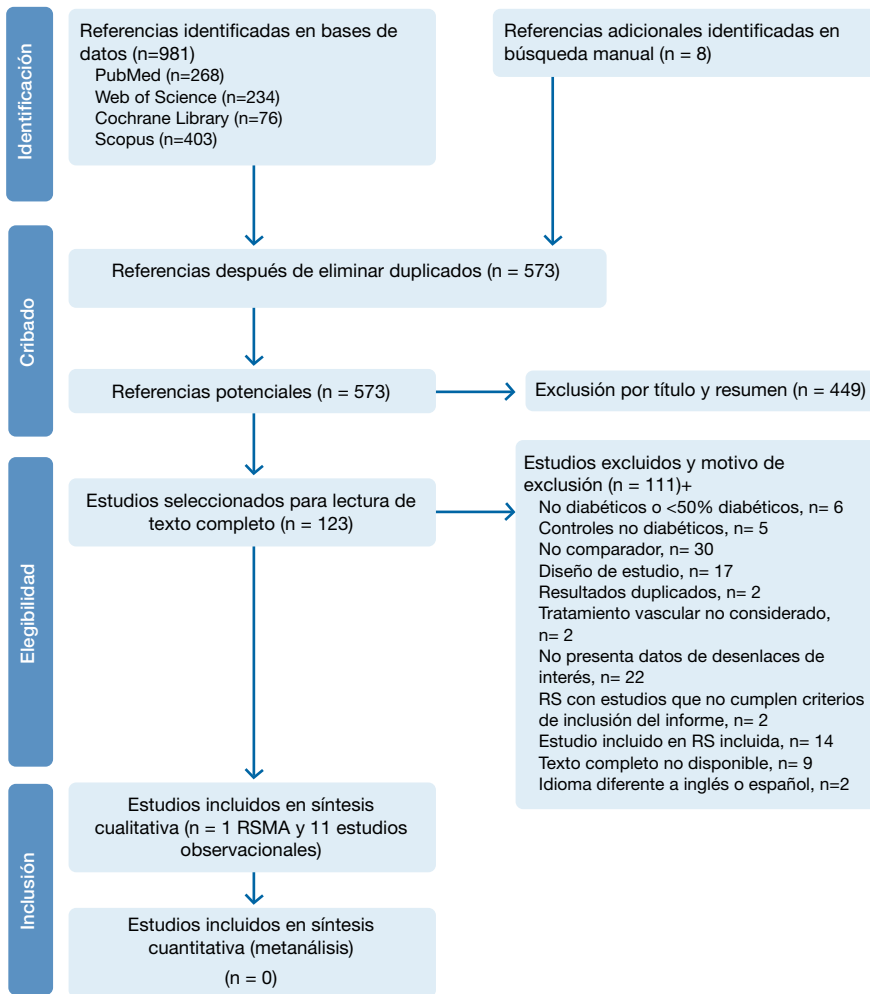 Identificación
Referencias identificadas en bases de
datos (n=981)
PubMed (n=268)
Web of Science (n=234)
Cochrane Library (n=76)
Scopus (n=403)
Referencias adicionales identificadas en
búsqueda manual (n = 8)
Cribado
Referencias después de eliminar duplicados (n = 573)
Referencias potenciales (n = 573)
Exclusión por título y resumen (n = 449)
Elegibilidad
Estudios seleccionados para lectura de
texto completo (n = 123)
Estudios excluidos y motivo de
exclusión (n = 111)+
No diabéticos o <50% diabéticos, n= 6
Controles no diabéticos, n= 5
No comparador, n= 30
Diseño de estudio, n= 17
Resultados duplicados, n= 2
Tratamiento vascular no considerado,
n= 2
No presenta datos de desenlaces de
interés, n= 22
RS con estudios que no cumplen criterios
de inclusión del informe, n= 2
Estudio incluido en RS incluida, n= 14
Texto completo no disponible, n= 9
Idioma diferente a inglés o español, n=2
Inclusión
Estudios incluidos en síntesis
cualitativa (n = 1 RSMA y 11 estudios
observacionales)
Estudios incluidos en síntesis
cuantitativa (metanálisis)
(n = 0)